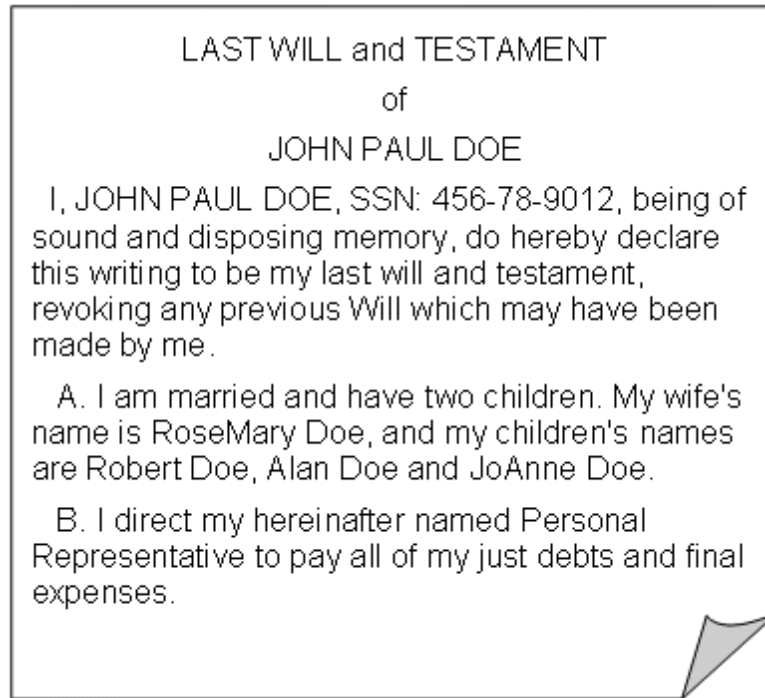 LAST WILL and TESTAMENT
of
JOHN PAUL DOE
I, JOHN PAUL DOE, SSN: 456-78-9012, being of
sound and disposing memory, do hereby declare
this writing to be my last will and testament,
revoking any previous Will which may have been
made by me.
A. I am married and have two children. My wife's
name is RoseMary Doe, and my children's names
are Robert Doe, Alan Doe and JoAnne Doe.
B. I direct my hereinafter named Personal
Representative to pay all of my just debts and final
expenses.